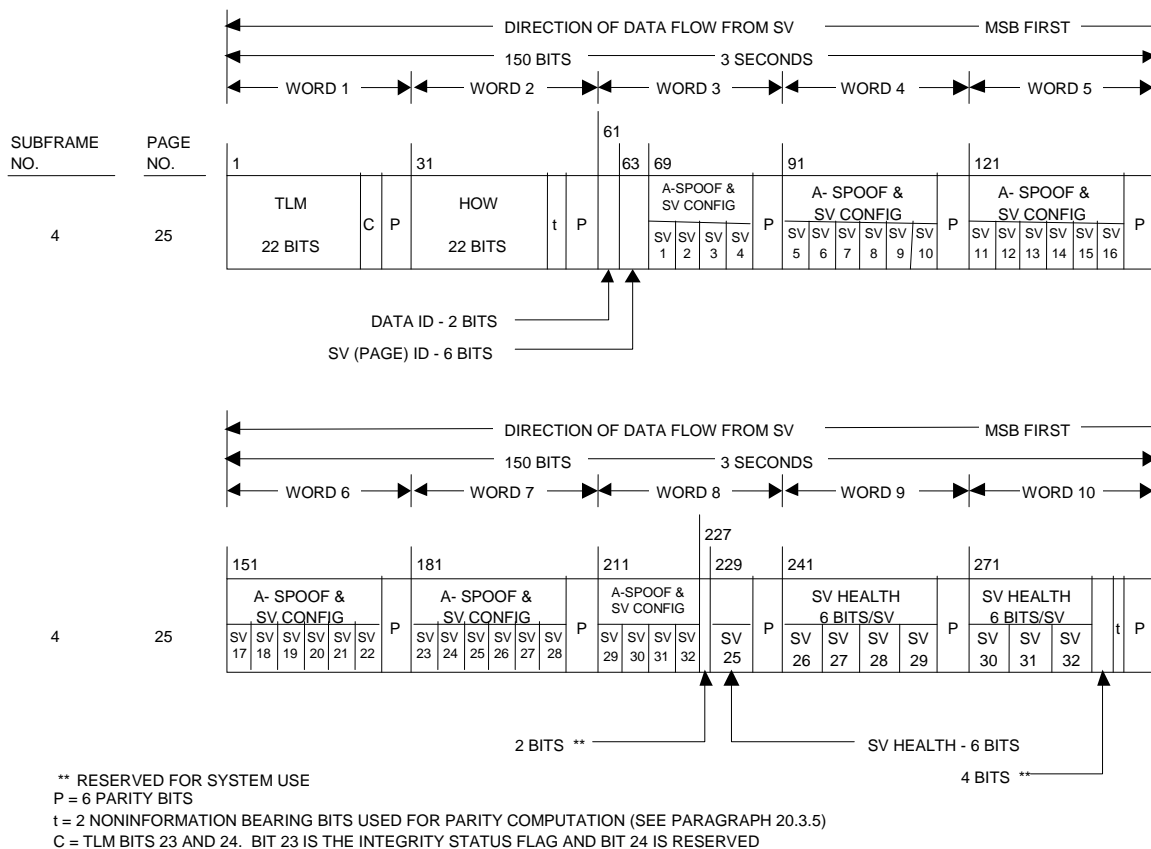 DIRECTION OF DATA FLOW FROM SV MSB FIRST
150 BITS 3 SECONDS
WORD 1 WORD 2 WORD 3 WORD 4 WORD 5
SUBFRAME NO. PAGE NO.
1 31 61 63 69 91 121
4 25
TLM
22 BITS
C P
HOW
22 BITS
t P
A-SPOOF &
SV CONFIG
SV 1 SV 2 SV 3 SV 4
P
A- SPOOF &
SV CONFIG
SV 5 SV 6 SV 7 SV 8 SV 9 SV 10
P
A- SPOOF &
SV CONFIG
SV 11 SV 12 SV 13 SV 14 SV 15 SV 16
P
DATA ID - 2 BITS
SV (PAGE) ID - 6 BITS
DIRECTION OF DATA FLOW FROM SV MSB FIRST
150 BITS 3 SECONDS
WORD 6 WORD 7 WORD 8 WORD 9 WORD 10
151 181 211 227 229 241 271
4 25
A- SPOOF &
SV CONFIG
SV 17 SV 18 SV 19 SV 20 SV 21 SV 22
P
A- SPOOF &
SV CONFIG
SV 23 SV 24 SV 25 SV 26 SV 27 SV 28
P
A-SPOOF &
SV CONFIG
SV 29 SV 30 SV 31 SV 32
SV 25
P
SV HEALTH
6 BITS/SV
SV 26 SV 27 SV 28 SV 29
P
SV HEALTH
6 BITS/SV
SV 30 SV 31 SV 32
t P
2 BITS ** SV HEALTH - 6 BITS
4 BITS **
** RESERVED FOR SYSTEM USE
P = 6 PARITY BITS
t = 2 NONINFORMATION BEARING BITS USED FOR PARITY COMPUTATION (SEE PARAGRAPH 20.3.5)
C = TLM BITS 23 AND 24. BIT 23 IS THE INTEGRITY STATUS FLAG AND BIT 24 IS RESERVED